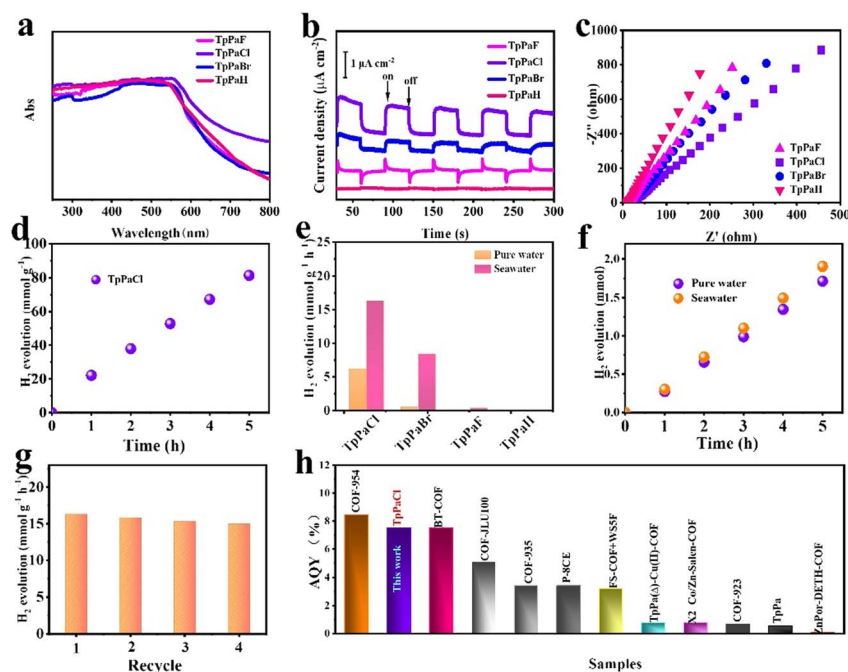 a
TpPaF
TpPaCl
TpPaBr
TpPaH
Abs
300 400 500 600 700 800
Wavelength (nm)
b
TpPaF
TpPaCl
TpPaBr
TpPaH
1 μA cm⁻²
on
off
Current density (μA cm⁻²)
50 100 150 200 250 300
Time (s)
c
1000
800
600
400
200
0
-Z'' (ohm)
TpPaF
TpPaCl
TpPaBr
TpPaH
0 100 200 300 400 500
Z' (ohm)
d
100
80
60
40
20
0
H₂ evolution (mmol g⁻¹)
TpPaCl
0 1 2 3 4 5
Time (h)
e
25
20
15
10
5
0
H₂ evolution (mmol g⁻¹ h⁻¹)
Pure water
Seawater
TpPaCl
TpPaBr
TpPaF
TpPaH
f
2.0
1.5
1.0
0.5
0.0
H₂ evolution (mmol)
Pure water
Seawater
0 1 2 3 4 5
Time (h)
g
25
20
15
10
5
0
H₂ evolution (mmol g⁻¹ h⁻¹)
1 2 3 4
Recycle
h
12
10
8
6
4
2
0
AQY (%)
COF-954
TpPaCl
This work
BT-COF
COF-JLU100
COF-935
P-8CE
FS-COF+WS5F
TpPa(Δ)-Cu(II)-COF
X2 Co/Zn-Salen-COF
COF-923
TpPa
ZnPor-DETH-COF
Samples